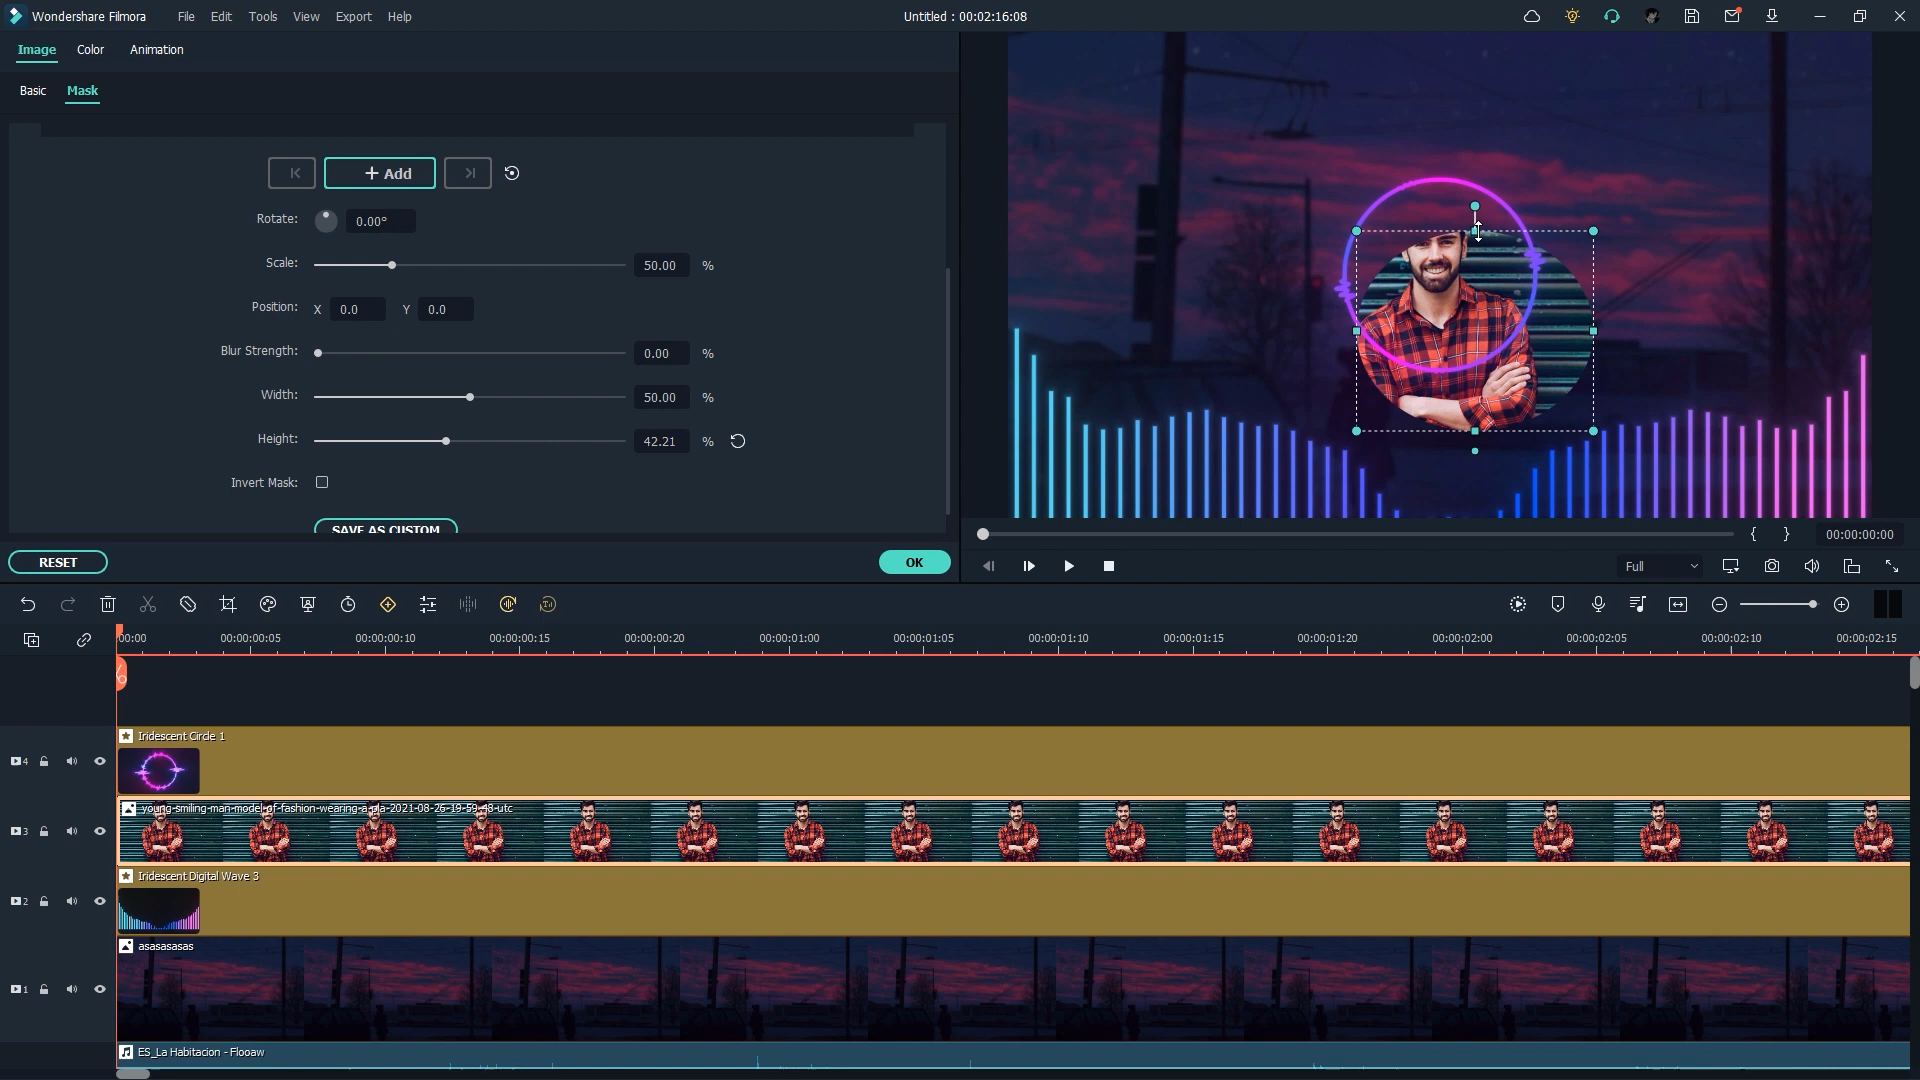 Wondershare Filmora File Edit Tools View Export Help Untitled : 00:02:16:08
Image Color Animation
Basic Mask
+ Add
Rotate: 0.00°
Scale: 50.00 %
Position: X 0.0 Y 0.0
Blur Strength: 0.00 %
Width: 50.00 %
Height: 42.21 %
Invert Mask:
SAVE AS CUSTOM
RESET OK
{ } 00:00:00:00
Full
00:00 00:00:00:05 00:00:00:10 00:00:00:15 00:00:00:20 00:00:01:00 00:00:01:05 00:00:01:10 00:00:01:15 00:00:01:20 00:00:02:00 00:00:02:05 00:00:02:10 00:00:02:15
Iridescent Circle 1
4
young-smiling-man-model-of-fashion-wearing-a-pla-2021-08-26-19-59-48-utc
3
Iridescent Digital Wave 3
2
asasasasas
1
ES_La Habitacion - Flooaw